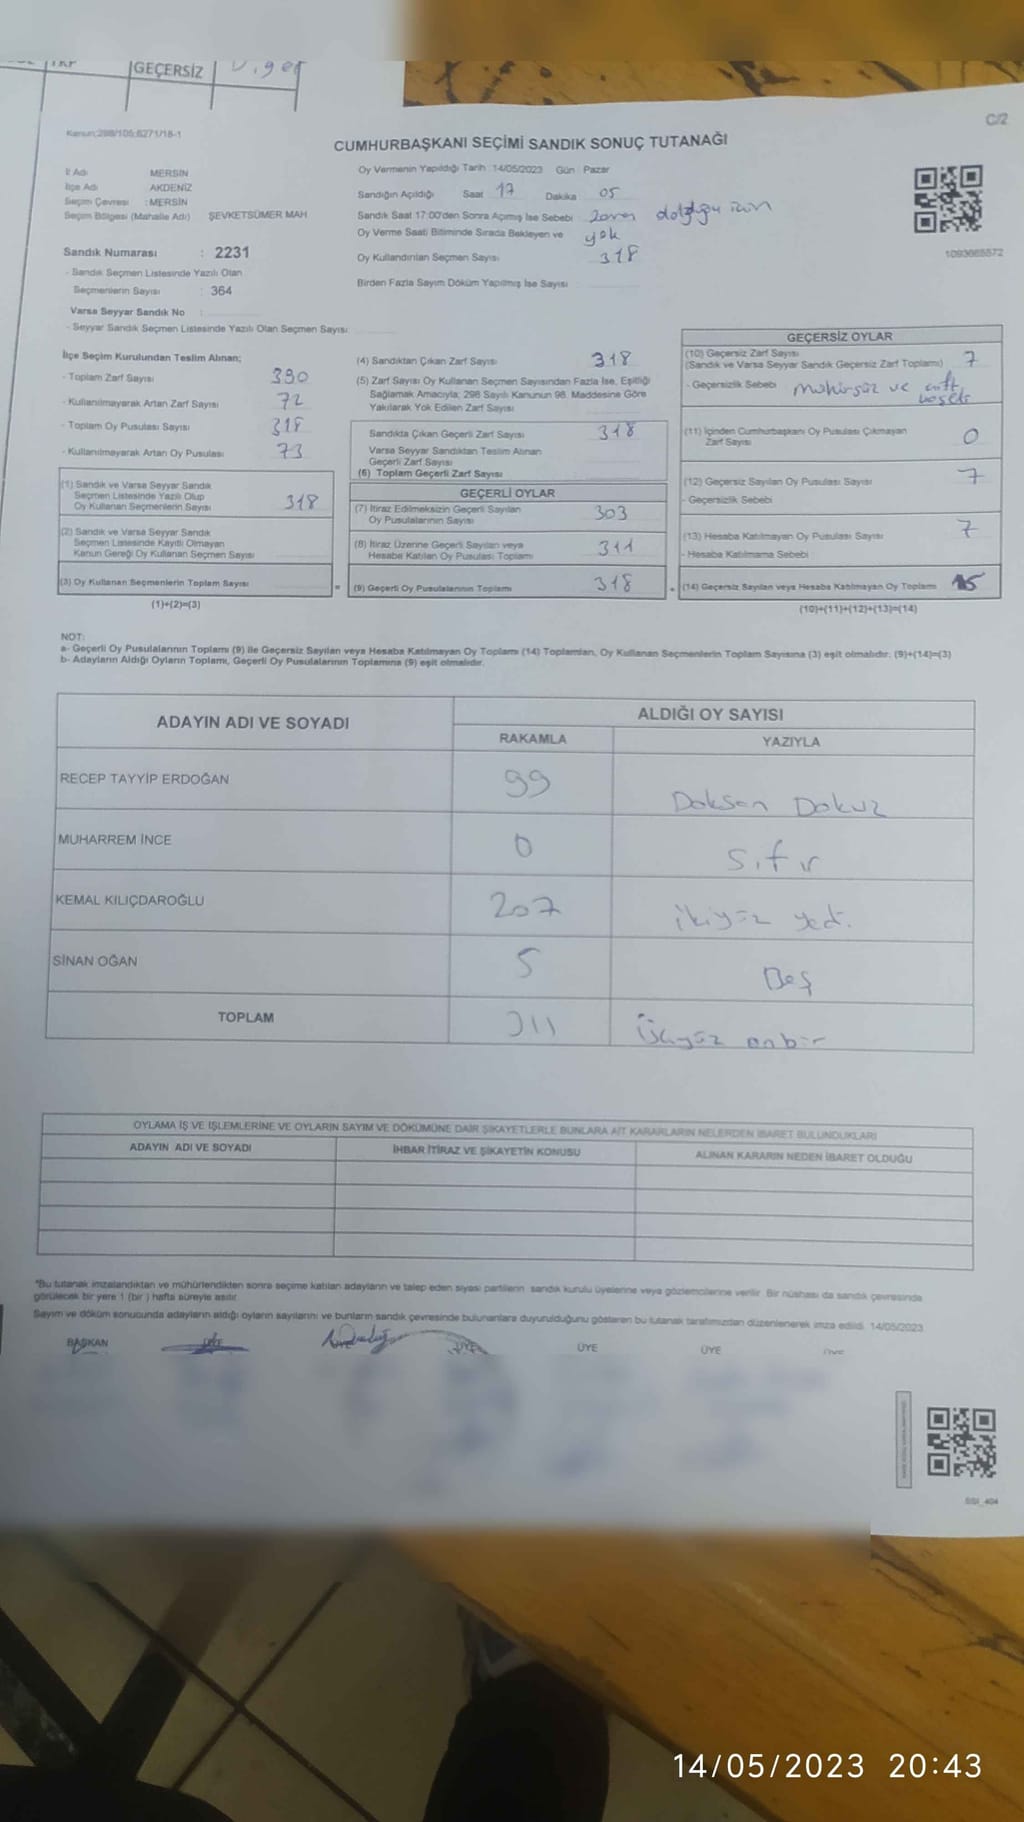 GEÇERSİZ
Diğer
Kanun:298/105;6271/18-1
C/2
CUMHURBAŞKANI SEÇİMİ SANDIK SONUÇ TUTANAĞI
İl Adı MERSİN
İlçe Adı AKDENİZ
Seçim Çevresi : MERSİN
Seçim Bölgesi (Mahalle Adı) ŞEVKETSÜMER MAH
Sandık Numarası : 2231
- Sandık Seçmen Listesinde Yazılı Olan
Seçmenlerin Sayısı : 364
Varsa Seyyar Sandık No :
- Seyyar Sandık Seçmen Listesinde Yazılı Olan Seçmen Sayısı:
Oy Vermenin Yapıldığı Tarih : 14/05/2023 Gün : Pazar
Sandığın Açıldığı Saat 17 Dakika 05
Sandık Saat 17:00'den Sonra Açımış İse Sebebi : Zaman dolduğu için
Oy Verme Saati Bitiminde Sırada Bekleyen ve yok
Oy Kullandırılan Seçmen Sayısı 318
Birden Fazla Sayım Döküm Yapılmış İse Sayısı
1093665572
İlçe Seçim Kurulundan Teslim Alınan;
- Toplam Zarf Sayısı 390
- Kullanılmayarak Artan Zarf Sayısı 72
- Toplam Oy Pusulası Sayısı 318
- Kullanılmayarak Artan Oy Pusulası 73
(1) Sandık ve Varsa Seyyar Sandık
Seçmen Listesinde Yazılı Olup
Oy Kullanan Seçmenlerin Sayısı 318
(2) Sandık ve Varsa Seyyar Sandık
Seçmen Listesinde Kayıtlı Olmayan
Kanun Gereği Oy Kullanan Seçmen Sayısı
(3) Oy Kullanan Seçmenlerin Toplam Sayısı
(1)+(2)=(3)
(4) Sandıktan Çıkan Zarf Sayısı 318
(5) Zarf Sayısı Oy Kullanan Seçmen Sayısından Fazla İse, Eşitliği
Sağlamak Amacıyla; 298 Sayılı Kanunun 98. Maddesine Göre
Yakılarak Yok Edilen Zarf Sayısı
Sandıkta Çıkan Geçerli Zarf Sayısı 318
Varsa Seyyar Sandıktan Teslim Alınan
Geçerli Zarf Sayısı
(6) Toplam Geçerli Zarf Sayısı
GEÇERLİ OYLAR
(7) İtiraz Edilmeksizin Geçerli Sayılan
Oy Pusulalarının Sayısı 303
(8) İtiraz Üzerine Geçerli Sayılan veya
Hesaba Katılan Oy Pusulası Toplamı 311
(9) Geçerli Oy Pusulalarının Toplamı 318
GEÇERSİZ OYLAR
(10) Geçersiz Zarf Sayısı
(Sandık ve Varsa Seyyar Sandık Geçersiz Zarf Toplamı) 7
- Geçersizlik Sebebi Mühürsüz ve çift
(11) İçinden Cumhurbaşkanı Oy Pusulası Çıkmayan
Zarf Sayısı 0
(12) Geçersiz Sayılan Oy Pusulası Sayısı 7
- Geçersizlik Sebebi
(13) Hesaba Katılmayan Oy Pusulası Sayısı 7
- Hesaba Katılmama Sebebi
(14) Geçersiz Sayılan veya Hesaba Katılmayan Oy Toplamı
(10)+(11)+(12)+(13)=(14)
NOT:
a- Geçerli Oy Pusulalarının Toplamı (9) ile Geçersiz Sayılan veya Hesaba Katılmayan Oy Toplamı (14) Toplamları, Oy Kullanan Seçmenlerin Toplam Sayısına (3) eşit olmalıdır. (9)+(14)=(3)
b- Adayların Aldığı Oyların Toplamı, Geçerli Oy Pusulalarının Toplamına (9) eşit olmalıdır.
ADAYIN ADI VE SOYADI ALDIĞI OY SAYISI
RAKAMLA YAZIYLA
RECEP TAYYİP ERDOĞAN 99 Doksan Dokuz
MUHARREM İNCE 0 Sıfır
KEMAL KILIÇDAROĞLU 207 ikiyüz yedi
SİNAN OĞAN 5 Beş
TOPLAM 311 Üçyüz onbir
OYLAMA İŞ VE İŞLEMLERİNE VE OYLARIN SAYIM VE DÖKÜMÜNE DAİR ŞİKAYETLERLE BUNLARA AİT KARARLARIN NELERDEN İBARET BULUNDUKLARI
ADAYIN ADI VE SOYADI İHBAR İTİRAZ VE ŞİKAYETİN KONUSU ALINAN KARARIN NEDEN İBARET OLDUĞU
"Bu tutanak imzalandıktan ve mühürlendikten sonra seçime katılan adayların ve talep eden siyasi partilerin sandık kurulu üyelerine veya gözlemcilerine verilir. Bir nüshası da sandık çevresinde
görülecek bir yere 1 (bir) hafta süreyle asılır.
Sayım ve döküm sonucunda adayların aldığı oyların sayılarını ve bunların sandık çevresinde bulunanlara duyurulduğunu gösteren bu tutanak tarafımızdan düzenlenerek imza edildi. 14/05/2023
BAŞKAN ÜYE ÜYE ÜYE ÜYE ÜYE ÜYE
SSI_404
14/05/2023 20:43